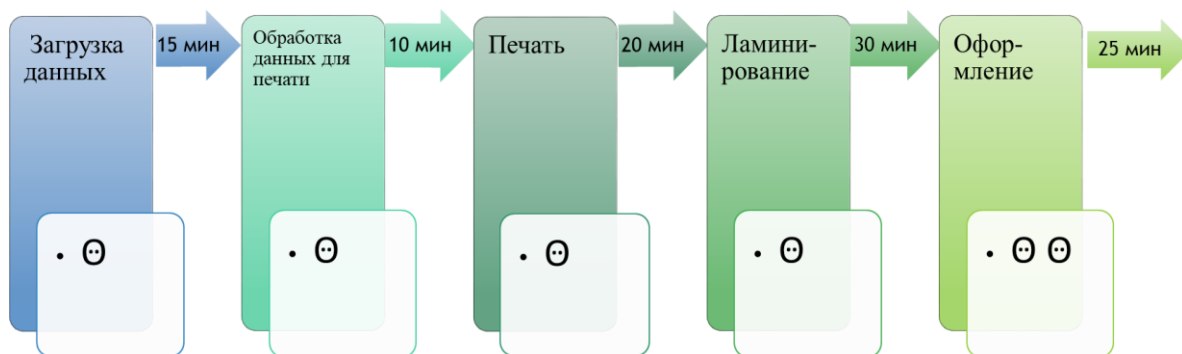 Загрузка
данных
15 мин
Обработка
данных для
печати
10 мин
Печать
20 мин
Ламини-
рование
30 мин
Офор-
мление
25 мин